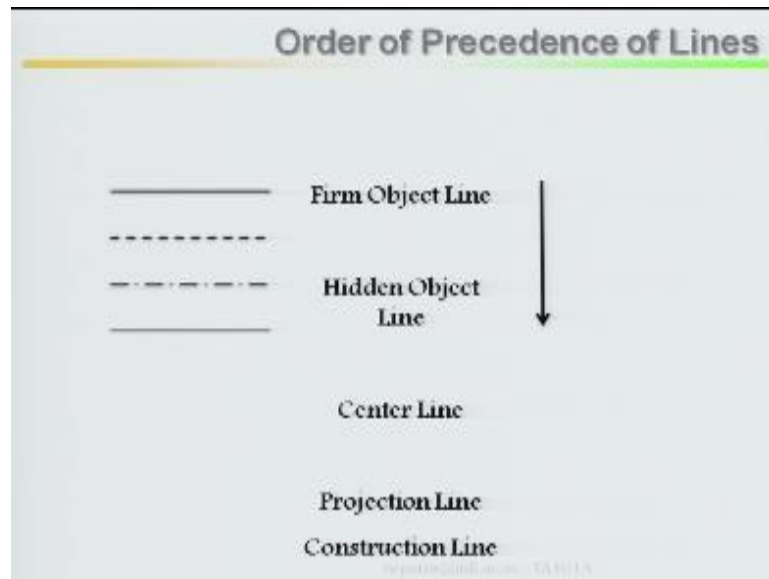 Order of Precedence of Lines
Firm Object Line
Hidden Object
Line
Center Line
Projection Line
Construction Line